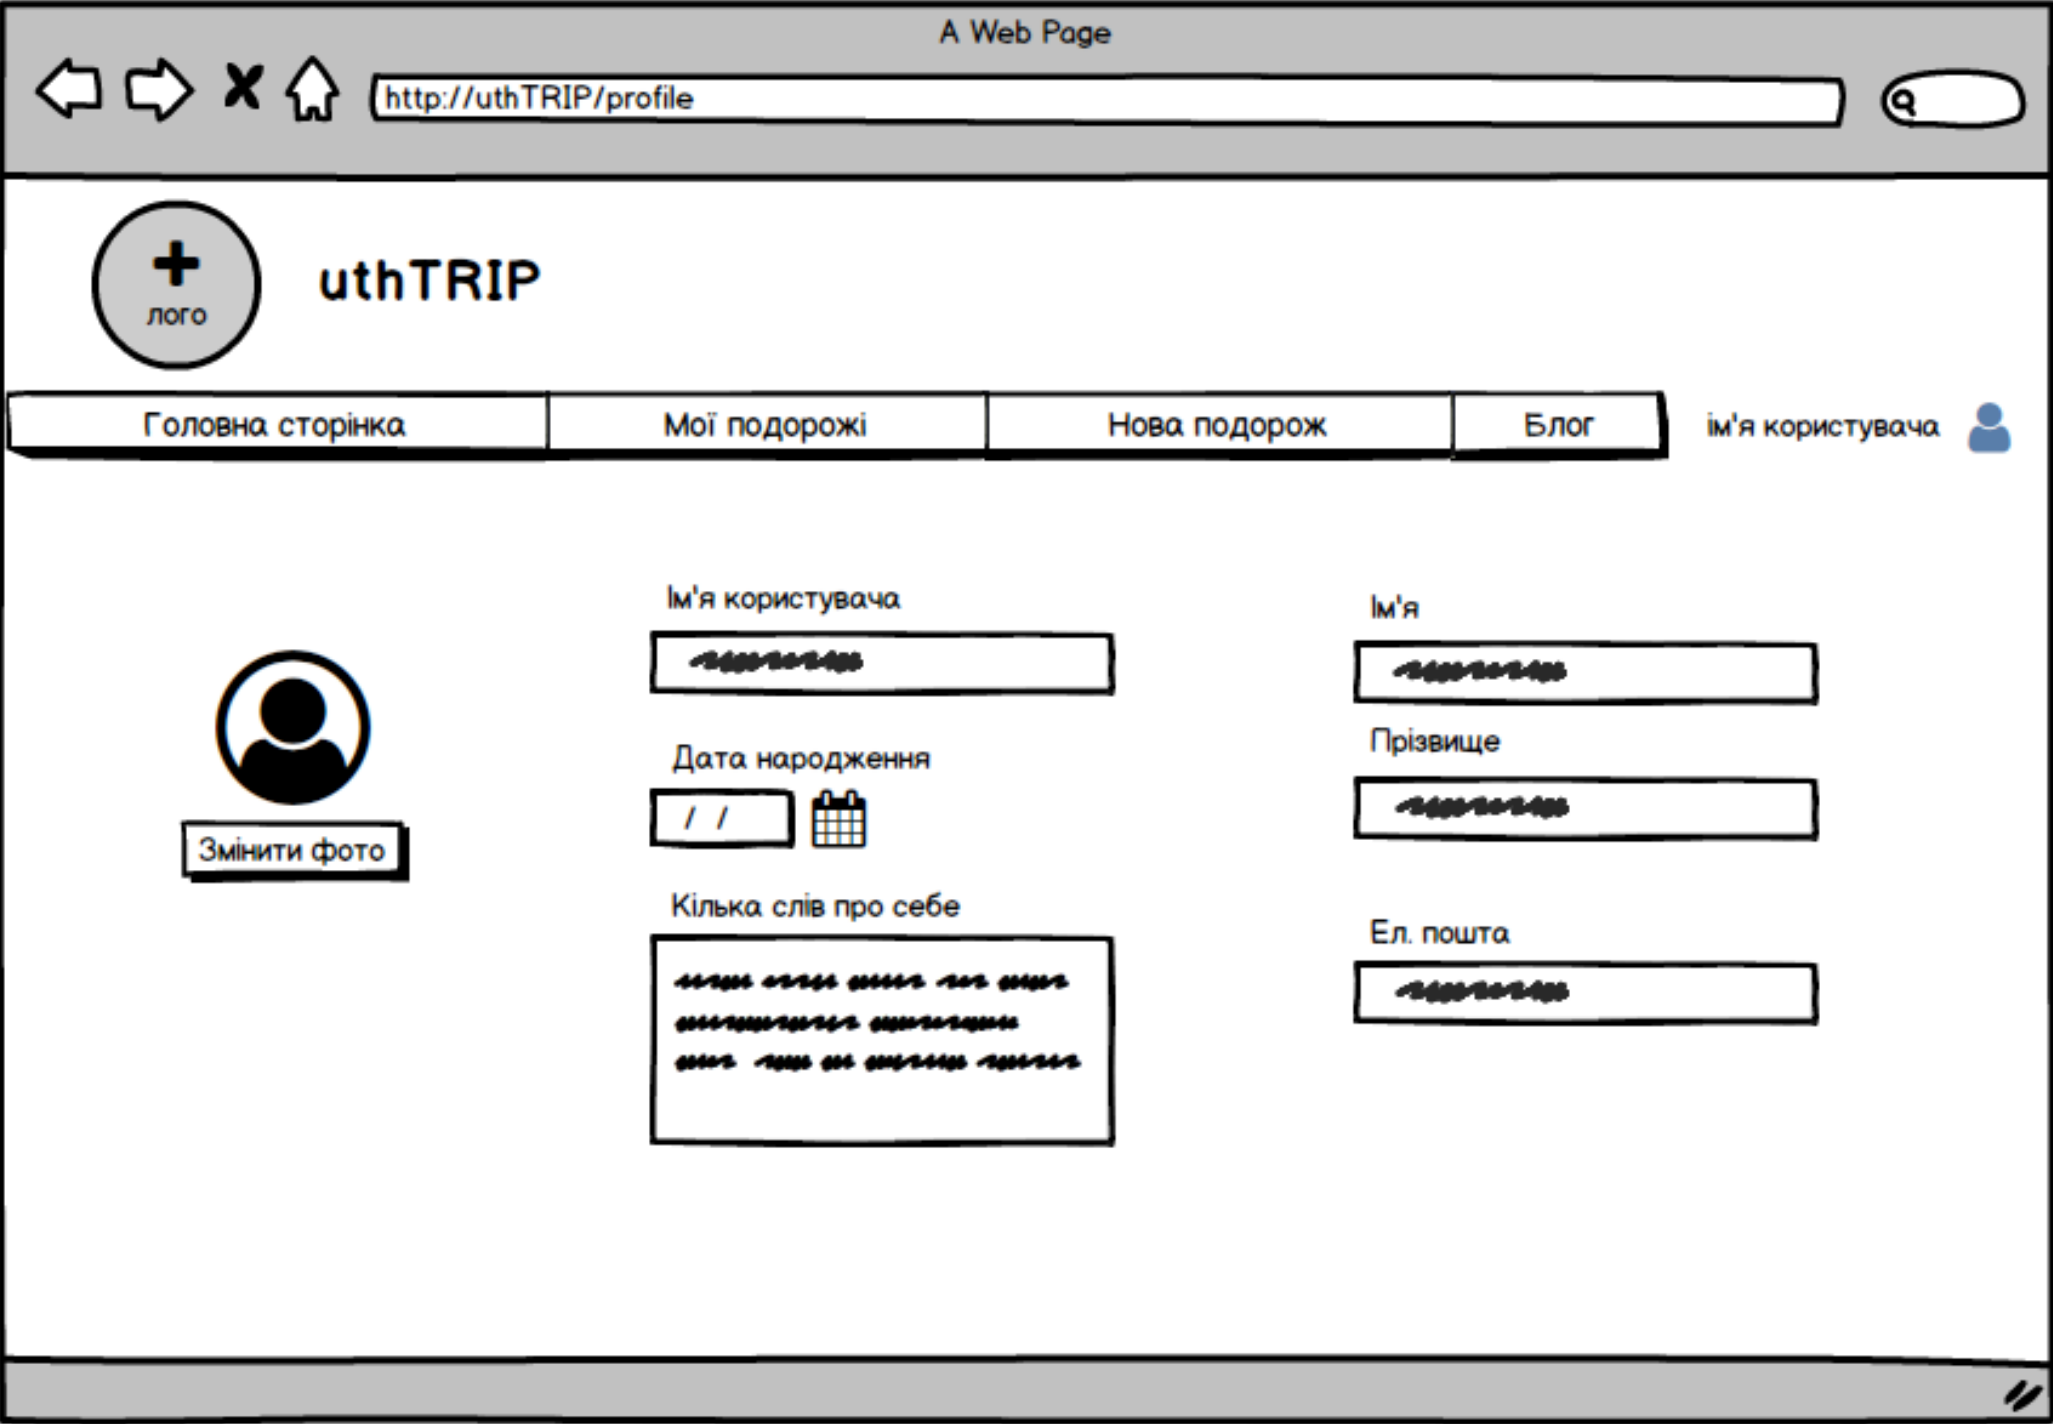 A Web Page
http://uthTRIP/profile
лого
uthTRIP
Головна сторінка
Мої подорожі
Нова подорож
Блог
ім'я користувача
Ім'я користувача
Ім'я
Прізвище
Дата народження
/ /
Змінити фото
Кілька слів про себе
Ел. пошта